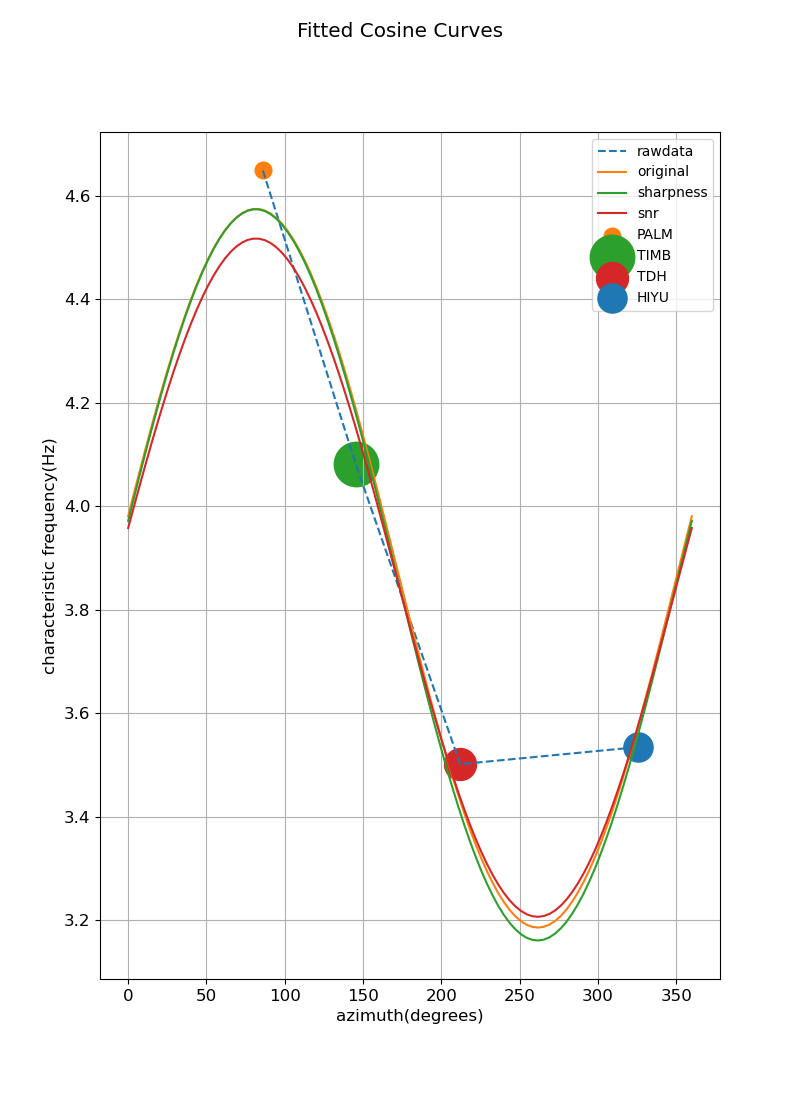 Fitted Cosine Curves
rawdata
original
sharpness
snr
PALM
TIMB
TDH
HIYU
characteristic frequency(Hz)
4.6
4.4
4.2
4.0
3.8
3.6
3.4
3.2
0 50 100 150 200 250 300 350
azimuth(degrees)